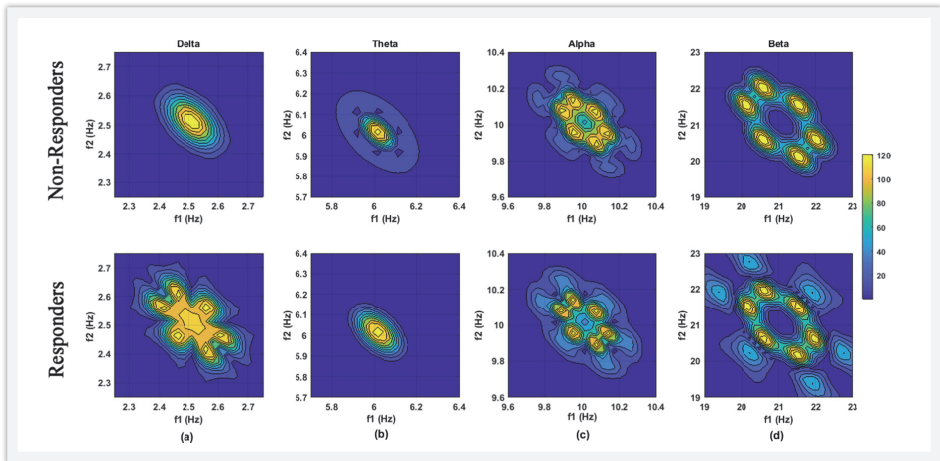 Delta
Theta
Alpha
Beta
Non-Responders
f2 (Hz)
2.7
2.6
2.5
2.4
2.3
2.3 2.4 2.5 2.6 2.7
f1 (Hz)
f2 (Hz)
6.4
6.3
6.2
6.1
6
5.9
5.8
5.7
5.8 6 6.2 6.4
f1 (Hz)
f2 (Hz)
10.4
10.2
10
9.8
9.6
9.6 9.8 10 10.2 10.4
f1 (Hz)
f2 (Hz)
23
22
21
20
19
19 20 21 22 23
f1 (Hz)
120
100
80
60
40
20
Responders
f2 (Hz)
2.7
2.6
2.5
2.4
2.3
2.3 2.4 2.5 2.6 2.7
f1 (Hz)
(a)
f2 (Hz)
6.4
6.3
6.2
6.1
6
5.9
5.8
5.7
5.8 6 6.2 6.4
f1 (Hz)
(b)
f2 (Hz)
10.4
10.2
10
9.8
9.6
9.6 9.8 10 10.2 10.4
f1 (Hz)
(c)
f2 (Hz)
23
22
21
20
19
19 20 21 22 23
f1 (Hz)
(d)